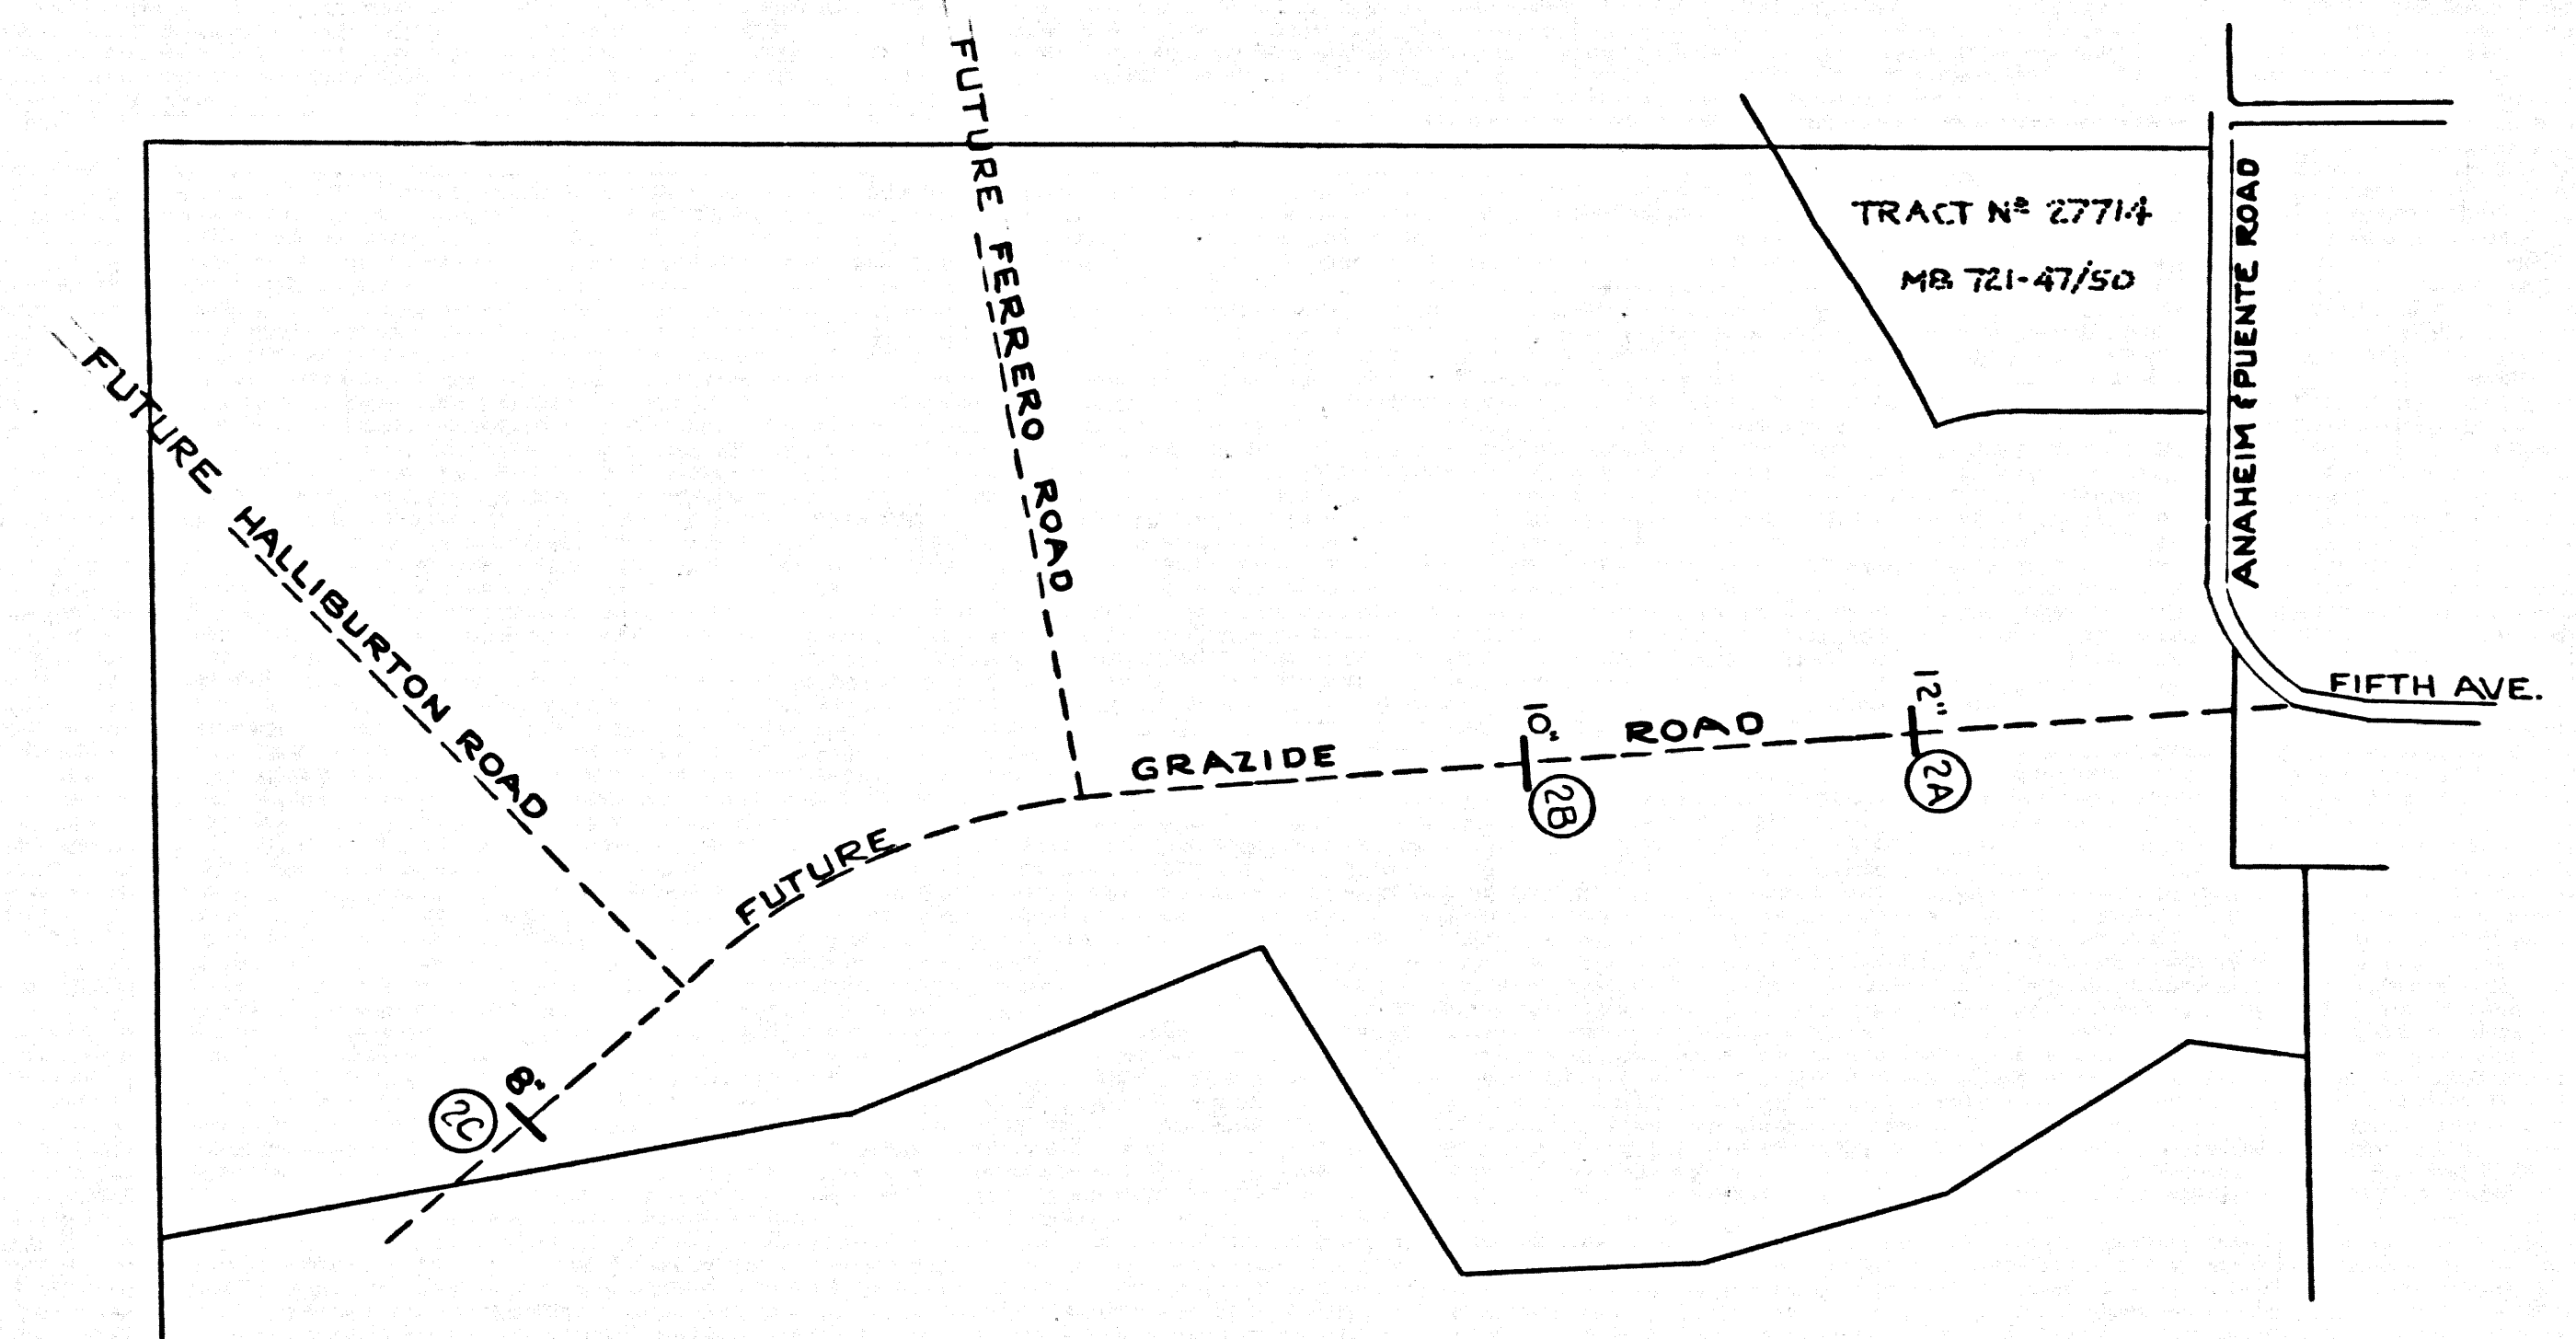 FUTURE FERRERO ROAD
TRACT Nº 27714
MB 721-47/50
ANAHEIM & PUENTE ROAD
FUTURE HALLIBURTON ROAD
FIFTH AVE.
FUTURE GRAZIDE ROAD
12"
2A
10"
2B
8"
2C